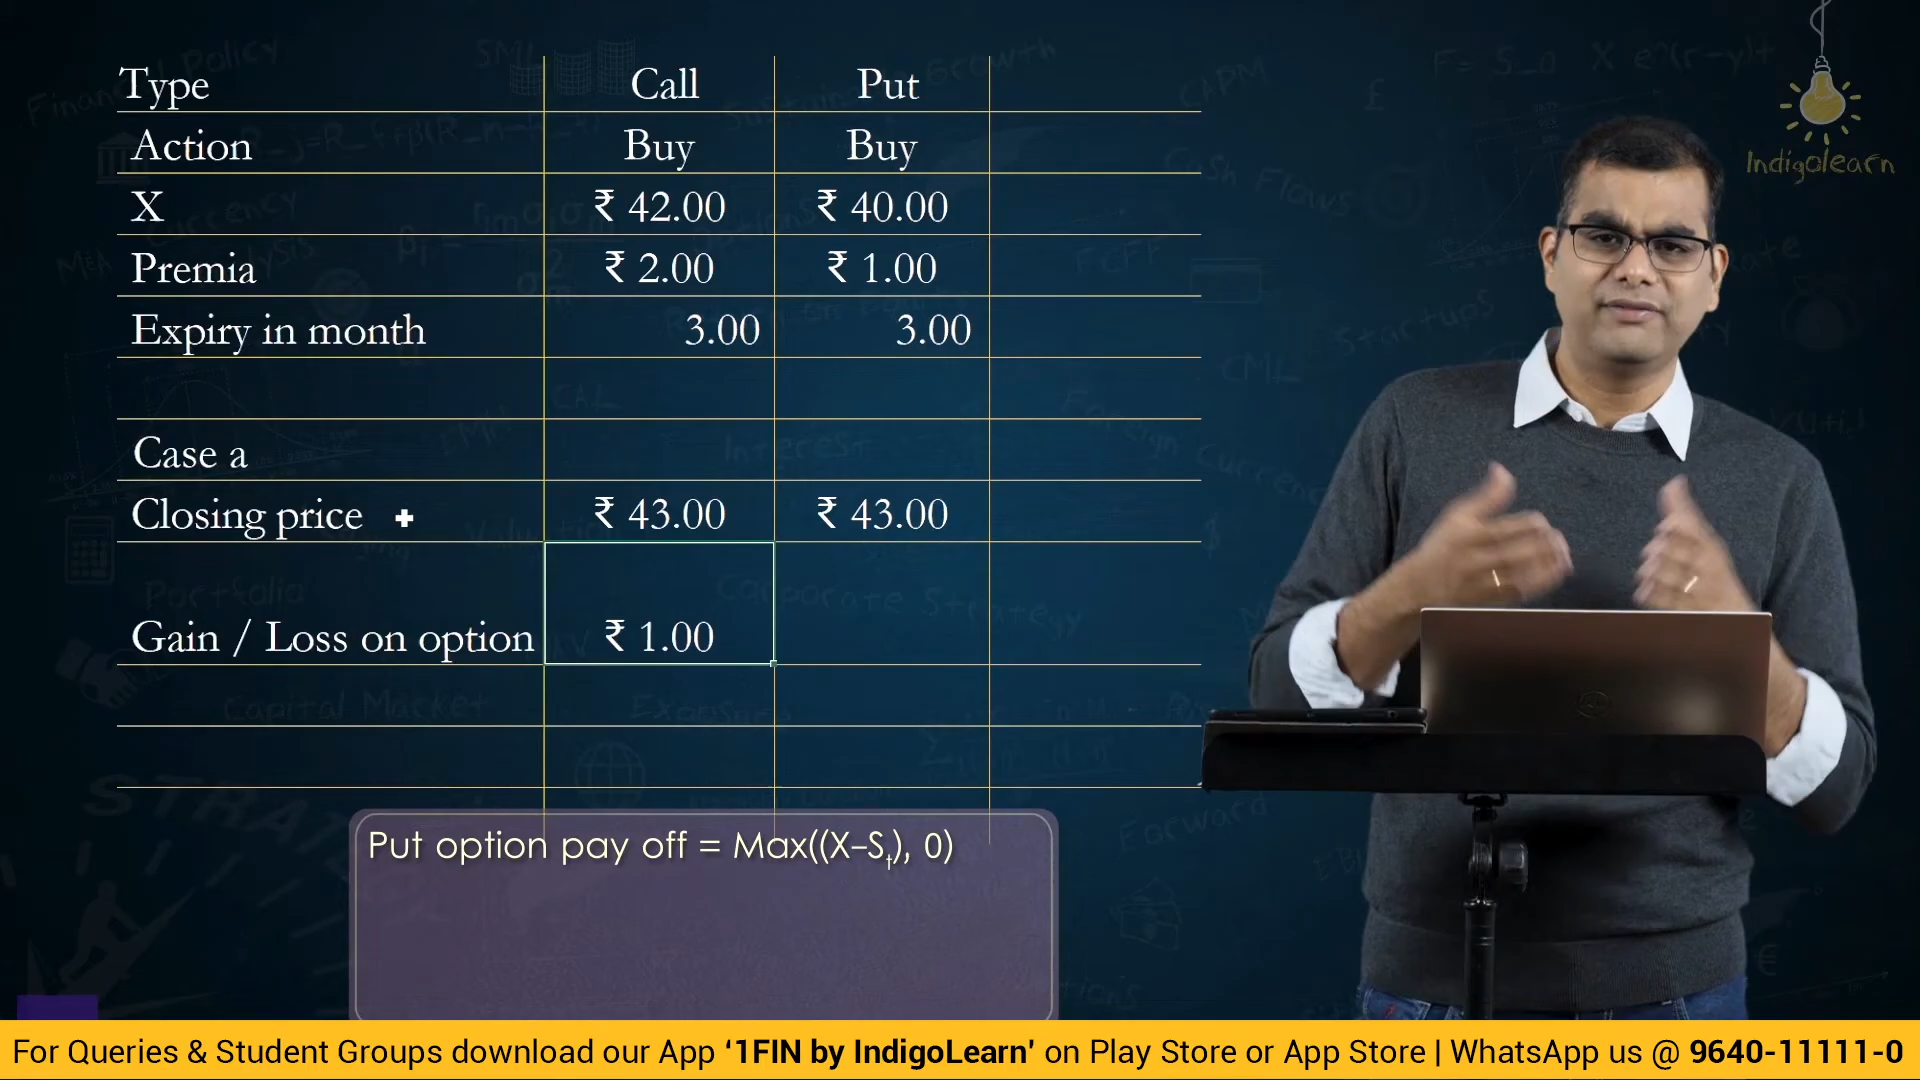 Type Call Put
Action Buy Buy
X ₹ 42.00 ₹ 40.00
Premia ₹ 2.00 ₹ 1.00
Expiry in month 3.00 3.00
Case a
Closing price ₹ 43.00 ₹ 43.00
Gain / Loss on option ₹ 1.00
Put option pay off = Max((X–Sₜ), 0)
Indigolearn
For Queries & Student Groups download our App ‘1FIN by IndigoLearn' on Play Store or App Store | WhatsApp us @ 9640-11111-0